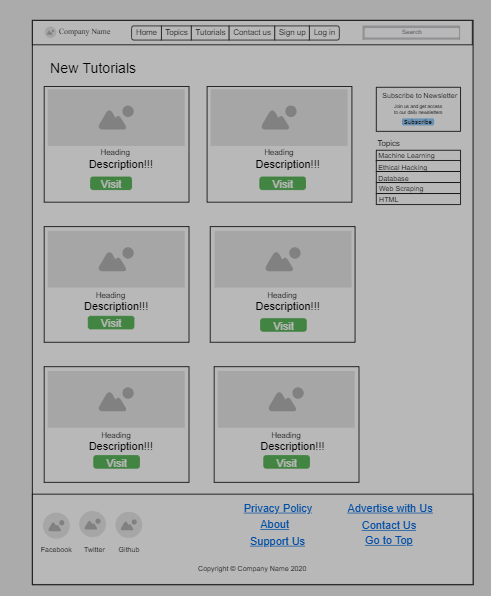 Company Name
Home Topics Tutorials Contact us Sign up Log in
Search
New Tutorials
Heading
Description!!!
Visit
Heading
Description!!!
Visit
Subscribe to Newsletter
Join us and get access
to our daily newsletters
Subscribe
Topics
Machine Learning
Ethical Hacking
Database
Web Scraping
HTML
Heading
Description!!!
Visit
Heading
Description!!!
Visit
Heading
Description!!!
Visit
Heading
Description!!!
Visit
Facebook
Twitter
Github
Privacy Policy
About
Support Us
Advertise with Us
Contact Us
Go to Top
Copyright © Company Name 2020